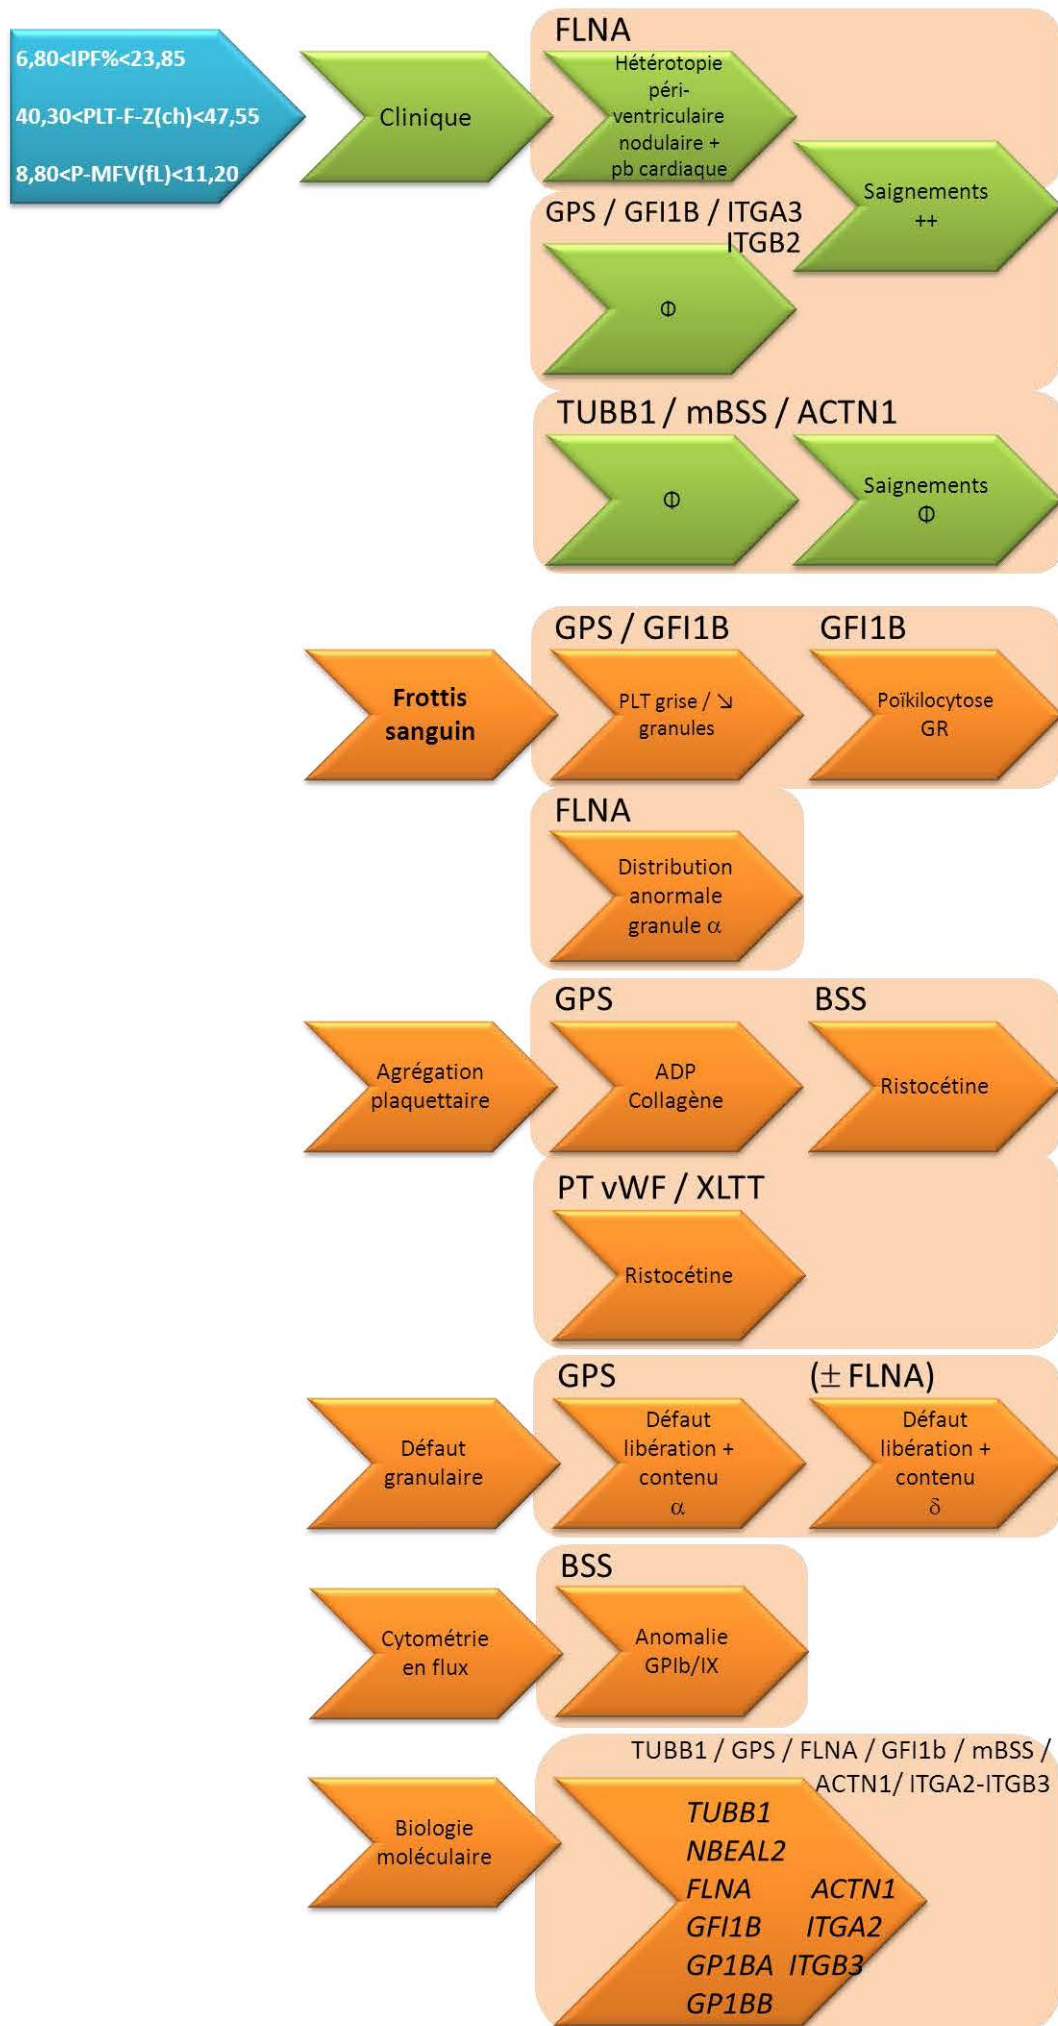 6,80<IPF%<23,85
40,30<PLT-F-Z(ch)<47,55
8,80<P-MFV(fL)<11,20
Clinique
FLNA
Hétérotopie
péri-
ventriculaire
nodulaire +
pb cardiaque
Saignements
++
GPS / GFI1B / ITGA3
ITGB2
Φ
TUBB1 / mBSS / ACTN1
Φ
Saignements
Φ
Frottis
sanguin
GPS / GFI1B
PLT grise / ↘
granules
GFI1B
Poïkilocytose
GR
FLNA
Distribution
anormale
granule α
Agrégation
plaquettaire
GPS
ADP
Collagène
BSS
Ristocétine
PT vWF / XLTT
Ristocétine
Défaut
granulaire
GPS
Défaut
libération +
contenu
α
(± FLNA)
Défaut
libération +
contenu
δ
Cytométrie
en flux
BSS
Anomalie
GPIb/IX
Biologie
moléculaire
TUBB1 / GPS / FLNA / GFI1b / mBSS /
ACTN1/ ITGA2-ITGB3
TUBB1
NBEAL2
FLNA ACTN1
GFI1B ITGA2
GP1BA ITGB3
GP1BB